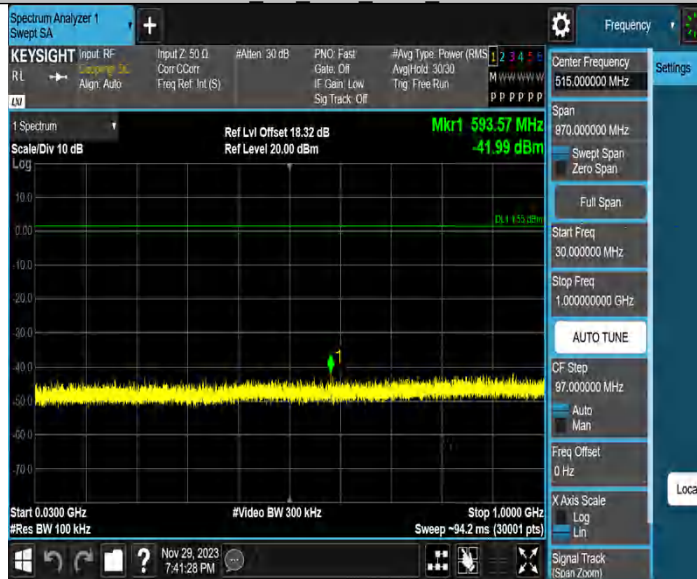 Spectrum Analyzer 1
Swept SA
Frequency
KEYSIGHT
Input: RF
Coupling: DC
Align: Auto
Input Z: 50 Ω
Corr CCorr
Freq Ref: Int (S)
#Atten: 30 dB
PNO: Fast
Gate: Off
IF Gain: Low
Sig Track: Off
#Avg Type: Power (RMS
Avg|Hold: 30/30
Trig: Free Run
1 2 3 4 5 6
M W W W W W
P P P P P P
RL
LXI
1 Spectrum
Scale/Div 10 dB
Log
Ref Lvl Offset 18.32 dB
Ref Level 20.00 dBm
Mkr1 593.57 MHz
-41.99 dBm
10.0
0.00
-10.0
-20.0
-30.0
-40.0
-50.0
-60.0
-70.0
DL1 1.55 dBm
1
Start 0.0300 GHz
#Res BW 100 kHz
#Video BW 300 kHz
Stop 1.0000 GHz
Sweep ~94.2 ms (30001 pts)
Nov 29, 2023
7:41:28 PM
Center Frequency
515.000000 MHz
Span
970.000000 MHz
Swept Span
Zero Span
Full Span
Start Freq
30.000000 MHz
Stop Freq
1.000000000 GHz
AUTO TUNE
CF Step
97.000000 MHz
Auto
Man
Freq Offset
0 Hz
X Axis Scale
Log
Lin
Signal Track
(Span Zoom)
Settings
Loca